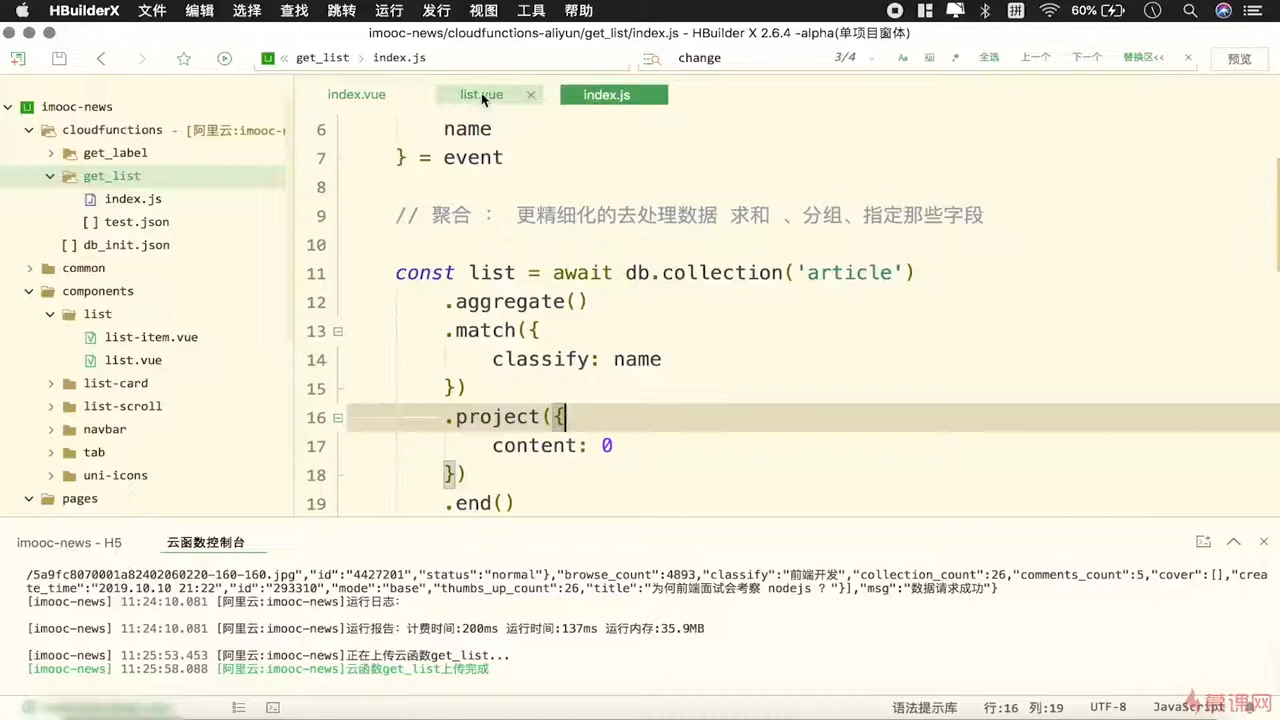 HBuilderX 文件 编辑 选择 查找 跳转 运行 发行 视图 工具 帮助 拼 60%
imooc-news/cloudfunctions-aliyun/get_list/index.js - HBuilder X 2.6.4 -alpha(单项目窗体)
get_list index.js change 3/4 Aa .* 全选 上一个 下一个 替换区<< 预览
index.vue list.vue index.js
imooc-news
cloudfunctions - [阿里云:imooc-
get_label
get_list
index.js
test.json
db_init.json
common
components
list
list-item.vue
list.vue
list-card
list-scroll
navbar
tab
uni-icons
pages
6 name
7 } = event
8
9 // 聚合 : 更精细化的去处理数据 求和 、分组、指定那些字段
10
11 const list = await db.collection('article')
12 .aggregate()
13 .match({
14 classify: name
15 })
16 .project({
17 content: 0
18 })
19 .end()
imooc-news - H5 云函数控制台
/5a9fc8070001a82402060220-160-160.jpg","id":"4427201","status":"normal"},"browse_count":4893,"classify":"前端开发","collection_count":26,"comments_count":5,"cover":[],"crea
te_time":"2019.10.10 21:22","id":"293310","mode":"base","thumbs_up_count":26,"title":"为何前端面试会考察 nodejs ? "}],"msg":"数据请求成功"}
[imooc-news] 11:24:10.081 [阿里云:imooc-news]运行日志:
[imooc-news] 11:24:10.081 [阿里云:imooc-news]运行报告: 计费时间:200ms 运行时间:137ms 运行内存:35.9MB
[imooc-news] 11:25:53.453 [阿里云:imooc-news]正在上传云函数get_list...
[imooc-news] 11:25:58.088 [阿里云:imooc-news]云函数get_list上传完成
语法提示库 行:16 列:19 UTF-8 JavaScript
慕课网